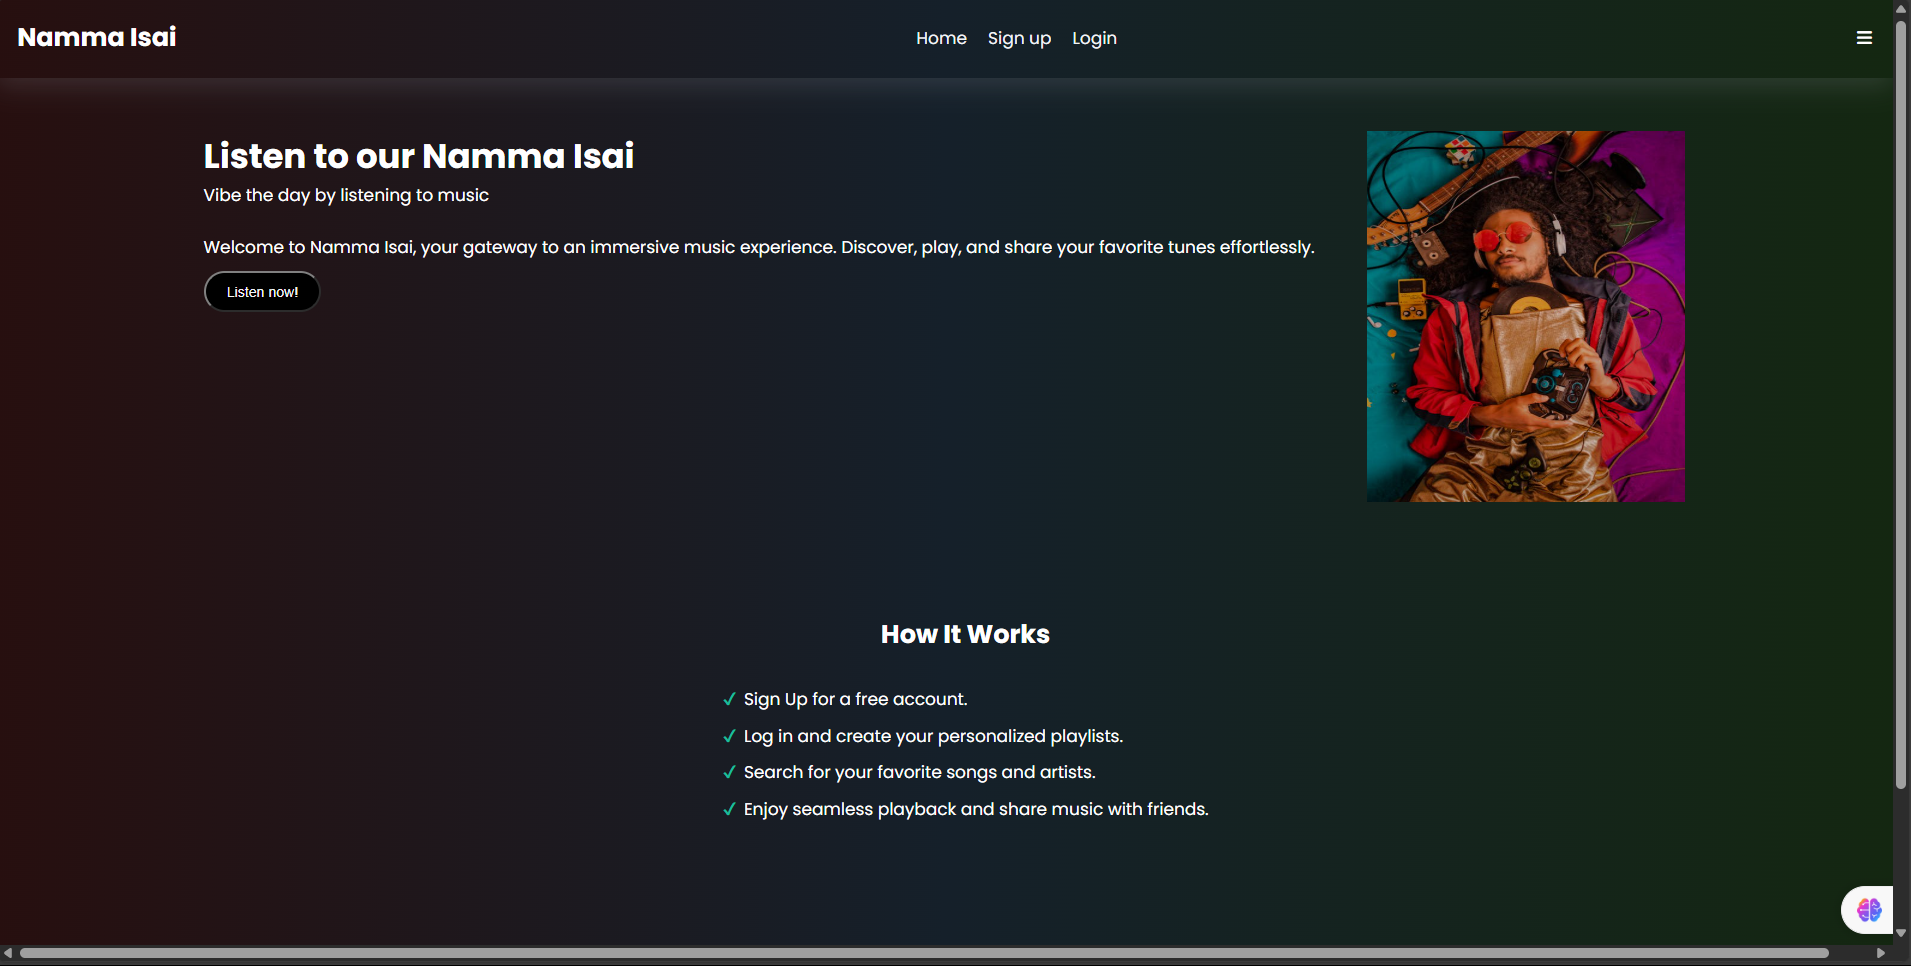 Namma Isai
Home Sign up Login
Listen to our Namma Isai
Vibe the day by listening to music
Welcome to Namma Isai, your gateway to an immersive music experience. Discover, play, and share your favorite tunes effortlessly.
Listen now!
How It Works
Sign Up for a free account.
Log in and create your personalized playlists.
Search for your favorite songs and artists.
Enjoy seamless playback and share music with friends.